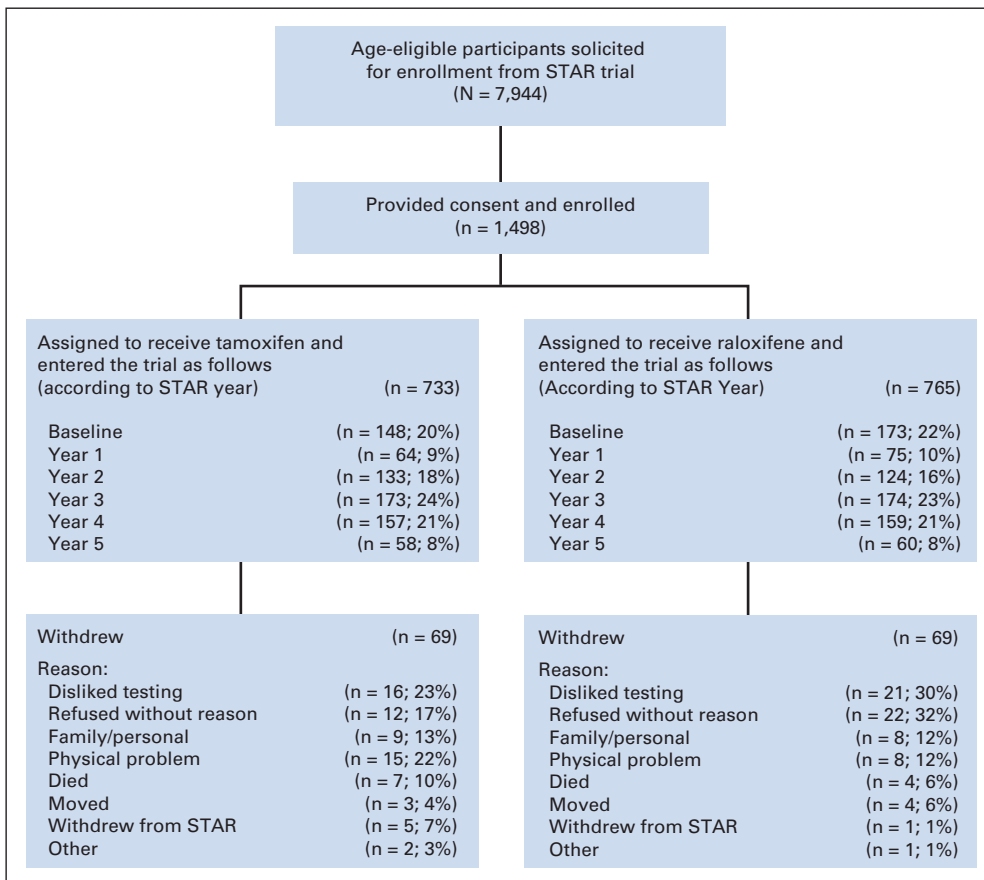 Age-eligible participants solicited
for enrollment from STAR trial
(N = 7,944)
Provided consent and enrolled
(n = 1,498)
Assigned to receive tamoxifen and
entered the trial as follows
(according to STAR year) (n = 733)
Baseline (n = 148; 20%)
Year 1 (n = 64; 9%)
Year 2 (n = 133; 18%)
Year 3 (n = 173; 24%)
Year 4 (n = 157; 21%)
Year 5 (n = 58; 8%)
Assigned to receive raloxifene and
entered the trial as follows
(According to STAR Year) (n = 765)
Baseline (n = 173; 22%)
Year 1 (n = 75; 10%)
Year 2 (n = 124; 16%)
Year 3 (n = 174; 23%)
Year 4 (n = 159; 21%)
Year 5 (n = 60; 8%)
Withdrew (n = 69)
Reason:
Disliked testing (n = 16; 23%)
Refused without reason (n = 12; 17%)
Family/personal (n = 9; 13%)
Physical problem (n = 15; 22%)
Died (n = 7; 10%)
Moved (n = 3; 4%)
Withdrew from STAR (n = 5; 7%)
Other (n = 2; 3%)
Withdrew (n = 69)
Reason:
Disliked testing (n = 21; 30%)
Refused without reason (n = 22; 32%)
Family/personal (n = 8; 12%)
Physical problem (n = 8; 12%)
Died (n = 4; 6%)
Moved (n = 4; 6%)
Withdrew from STAR (n = 1; 1%)
Other (n = 1; 1%)